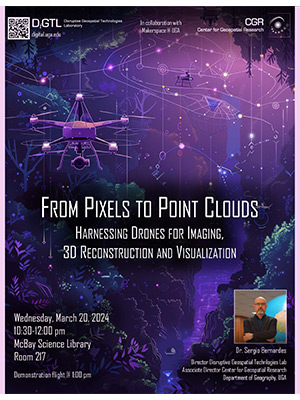 DiGTL
Disruptive Geospatial Technologies
Laboratory
digital.uga.edu
In collaboration with
Makerspace @ UGA
CGR
Center for Geospatial Research
From Pixels to Point Clouds
Harnessing Drones for Imaging,
3D Reconstruction and Visualization
Wednesday, March 20, 2024
10:30-12:00 pm
McBay Science Library
Room 217
Demonstration flight @ 1:00 pm
Dr. Sergio Bernardes
Director Disruptive Geospatial Technologies Lab
Associate Director Center for Geospatial Research
Department of Geography, UGA